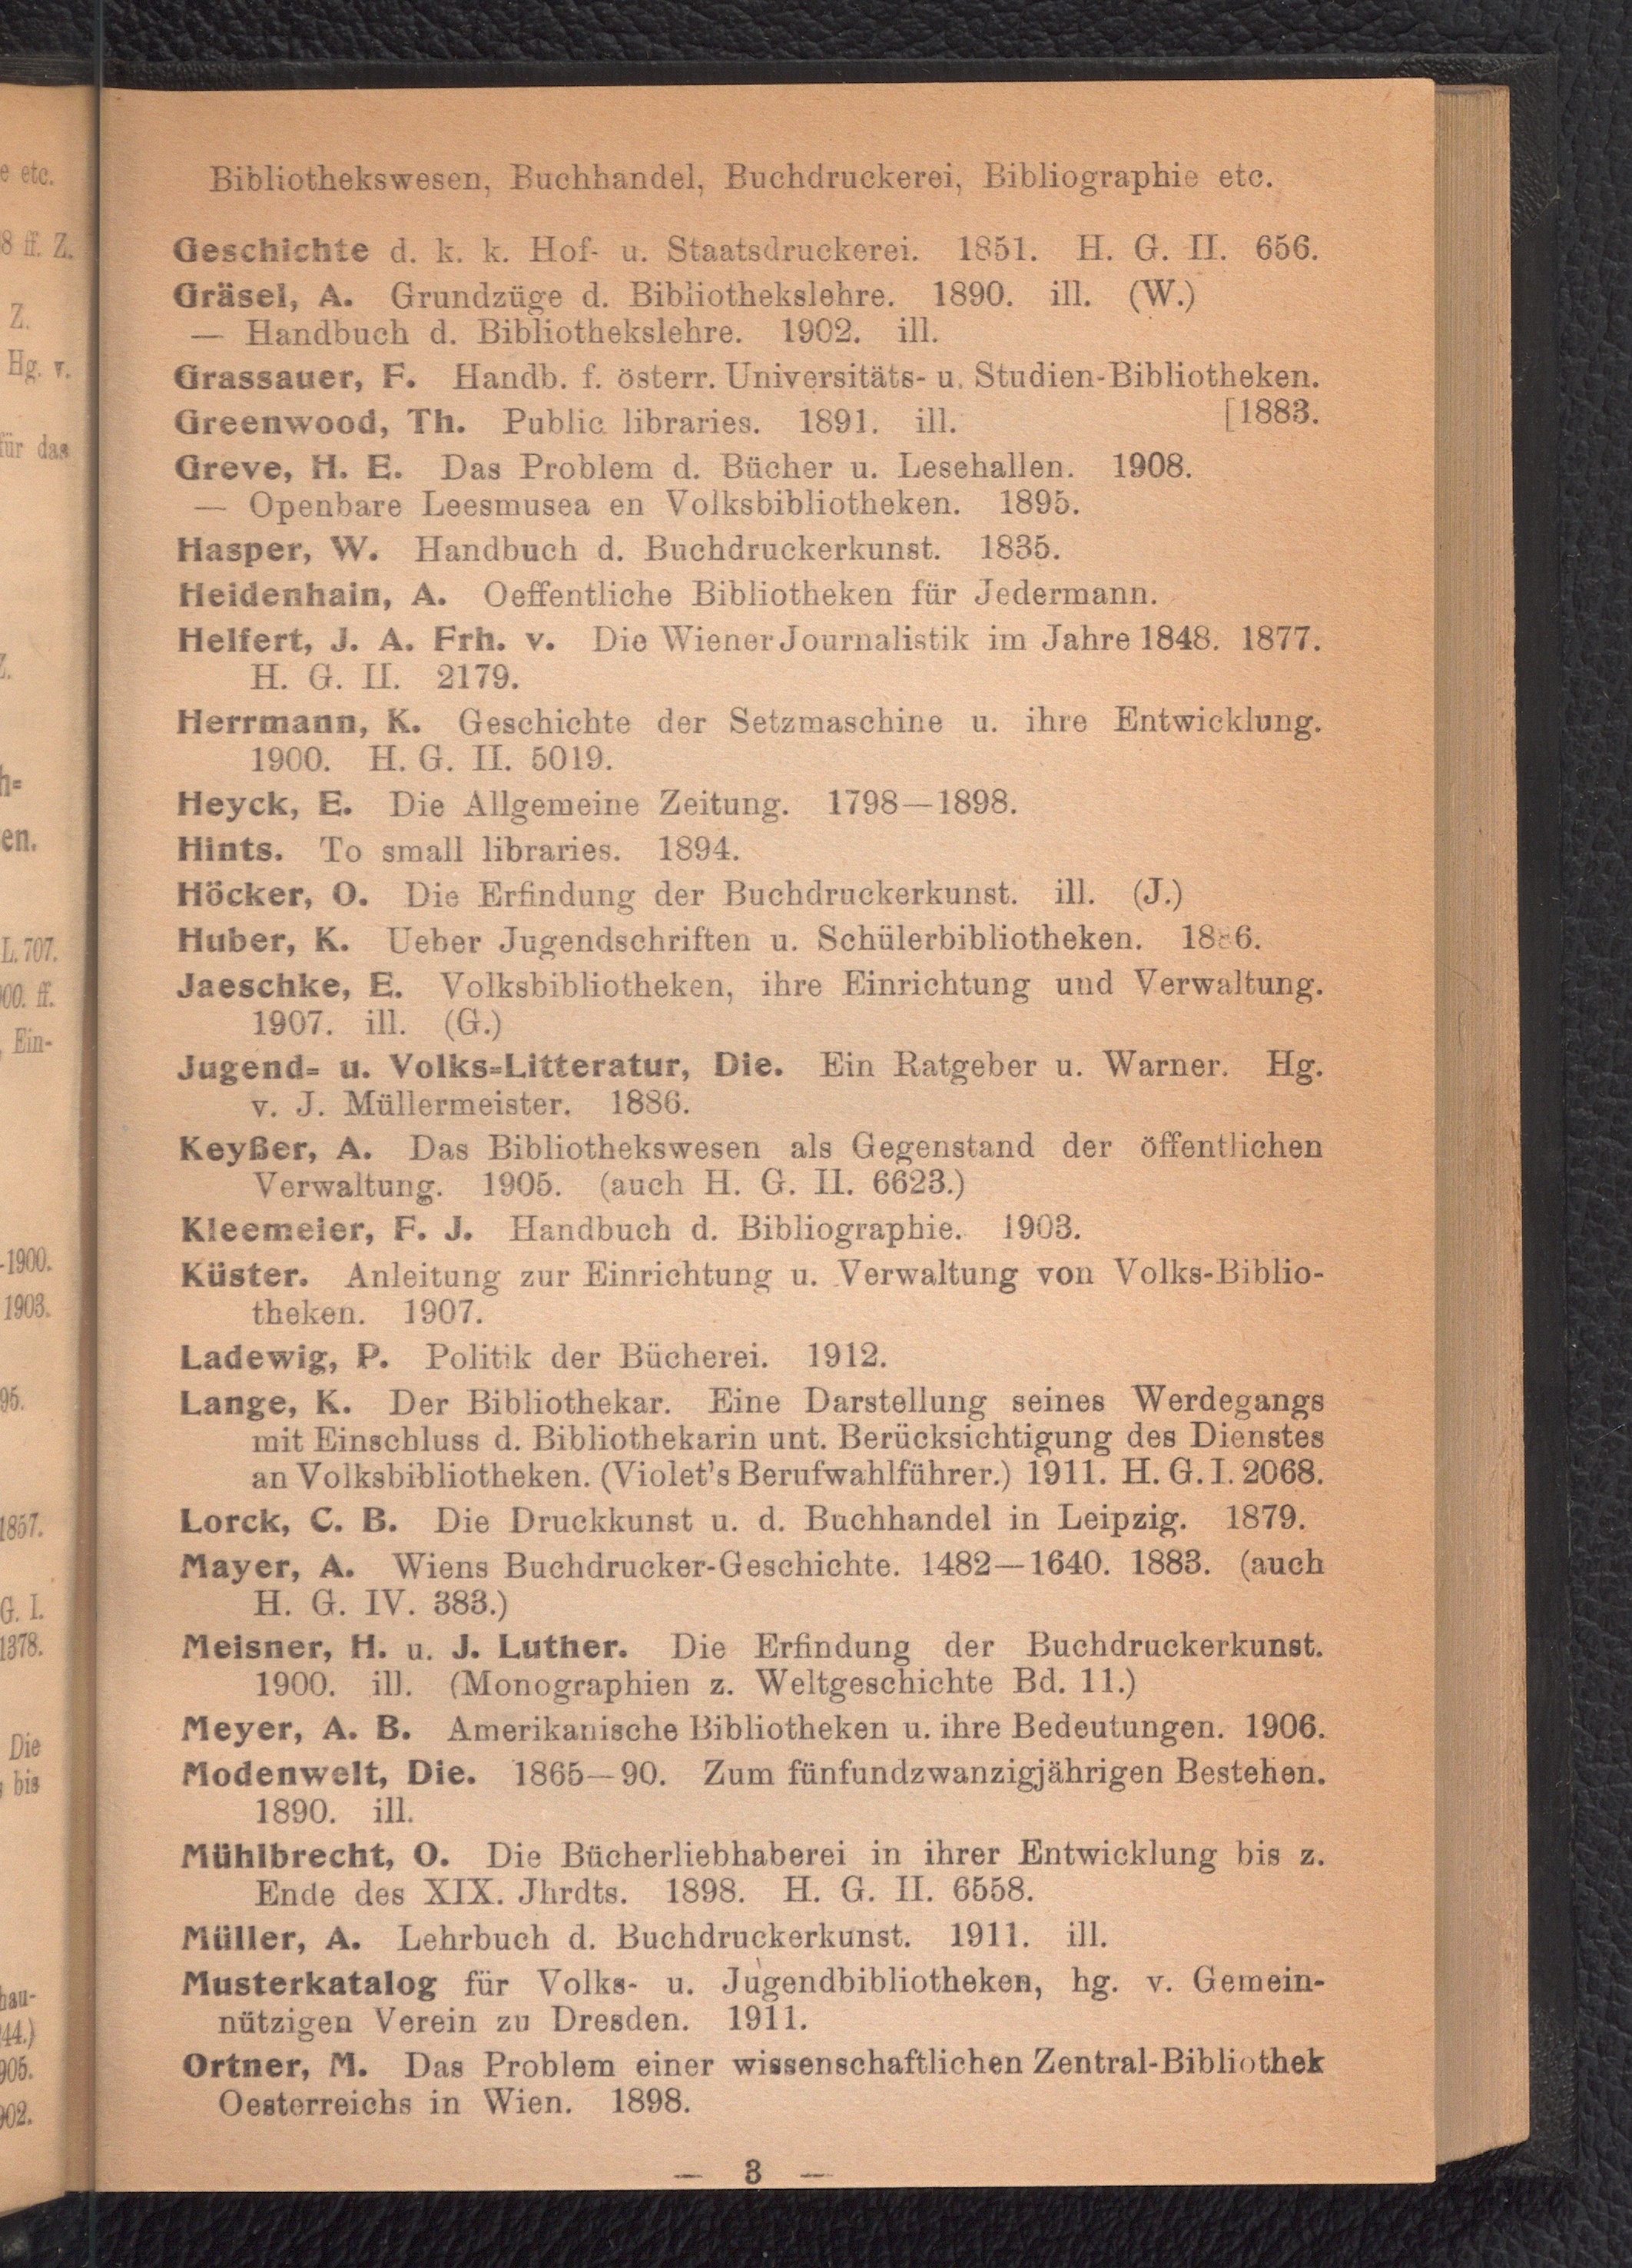 Bibliothekswesen, Buchhandel, Buchdruckerei, Bibliographie etc.
Geschichte d. k. k. Hof- u. Staatsdruckerei. 1851. H. G. II. 656.
Gräsel, A. Grundzüge d. Bibliothekslehre. 1890. ill. (W.)
— Handbuch d. Bibliothekslehre. 1902. ill.
Grassauer, F. Handb. f. österr. Universitäts- u. Studien-Bibliotheken.
Greenwood, Th. Public libraries. 1891. ill. [1883.
Greve, H. E. Das Problem d. Bücher u. Lesehallen. 1908.
— Openbare Leesmusea en Volksbibliotheken. 1895.
Hasper, W. Handbuch d. Buchdruckerkunst. 1835.
Heidenhain, A. Oeffentliche Bibliotheken für Jedermann.
Helfert, J. A. Frh. v. Die Wiener Journalistik im Jahre 1848. 1877.
H. G. II. 2179.
Herrmann, K. Geschichte der Setzmaschine u. ihre Entwicklung.
1900. H. G. II. 5019.
Heyck, E. Die Allgemeine Zeitung. 1798—1898.
Hints. To small libraries. 1894.
Höcker, O. Die Erfindung der Buchdruckerkunst. ill. (J.)
Huber, K. Ueber Jugendschriften u. Schülerbibliotheken. 1886.
Jaeschke, E. Volksbibliotheken, ihre Einrichtung und Verwaltung.
1907. ill. (G.)
Jugend- u. Volks-Litteratur, Die. Ein Ratgeber u. Warner. Hg.
v. J. Müllermeister. 1886.
Keyßer, A. Das Bibliothekswesen als Gegenstand der öffentlichen
Verwaltung. 1905. (auch H. G. II. 6623.)
Kleemeier, F. J. Handbuch d. Bibliographie. 1903.
Küster. Anleitung zur Einrichtung u. Verwaltung von Volks-Biblio-
theken. 1907.
Ladewig, P. Politik der Bücherei. 1912.
Lange, K. Der Bibliothekar. Eine Darstellung seines Werdegangs
mit Einschluss d. Bibliothekarin unt. Berücksichtigung des Dienstes
an Volksbibliotheken. (Violet's Berufwahlführer.) 1911. H. G. I. 2068.
Lorck, C. B. Die Druckkunst u. d. Buchhandel in Leipzig. 1879.
Mayer, A. Wiens Buchdrucker-Geschichte. 1482—1640. 1883. (auch
H. G. IV. 383.)
Meisner, H. u. J. Luther. Die Erfindung der Buchdruckerkunst.
1900. ill. (Monographien z. Weltgeschichte Bd. 11.)
Meyer, A. B. Amerikanische Bibliotheken u. ihre Bedeutungen. 1906.
Modenwelt, Die. 1865—90. Zum fünfundzwanzigjährigen Bestehen.
1890. ill.
Mühlbrecht, O. Die Bücherliebhaberei in ihrer Entwicklung bis z.
Ende des XIX. Jhrdts. 1898. H. G. II. 6558.
Müller, A. Lehrbuch d. Buchdruckerkunst. 1911. ill.
Musterkatalog für Volks- u. Jugendbibliotheken, hg. v. Gemein-
nützigen Verein zu Dresden. 1911.
Ortner, M. Das Problem einer wissenschaftlichen Zentral-Bibliothek
Oesterreichs in Wien. 1898.
— 3 —